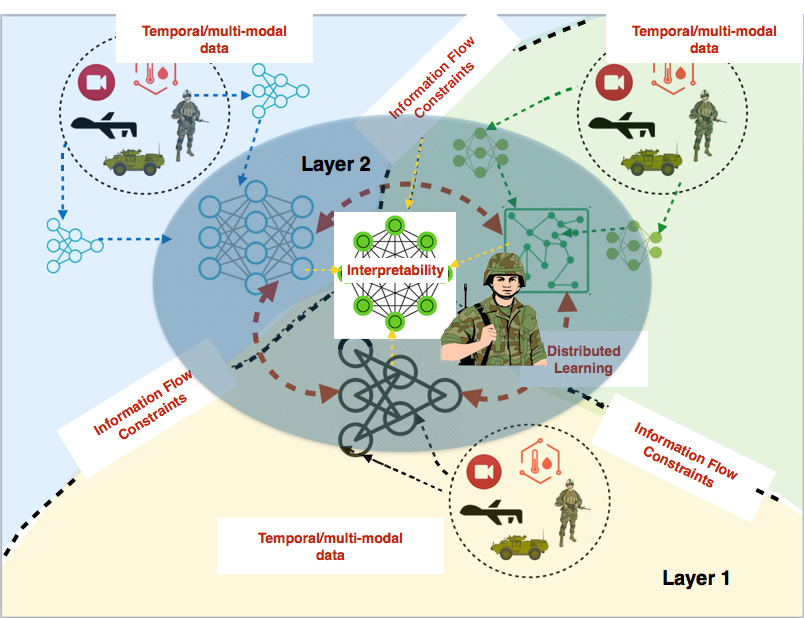 Temporal/multi-modal
data
Information Flow
Constraints
Temporal/multi-modal
data
Layer 2
Interpretability
Distributed
Learning
Information Flow
Constraints
Information Flow
Constraints
Temporal/multi-modal
data
Layer 1